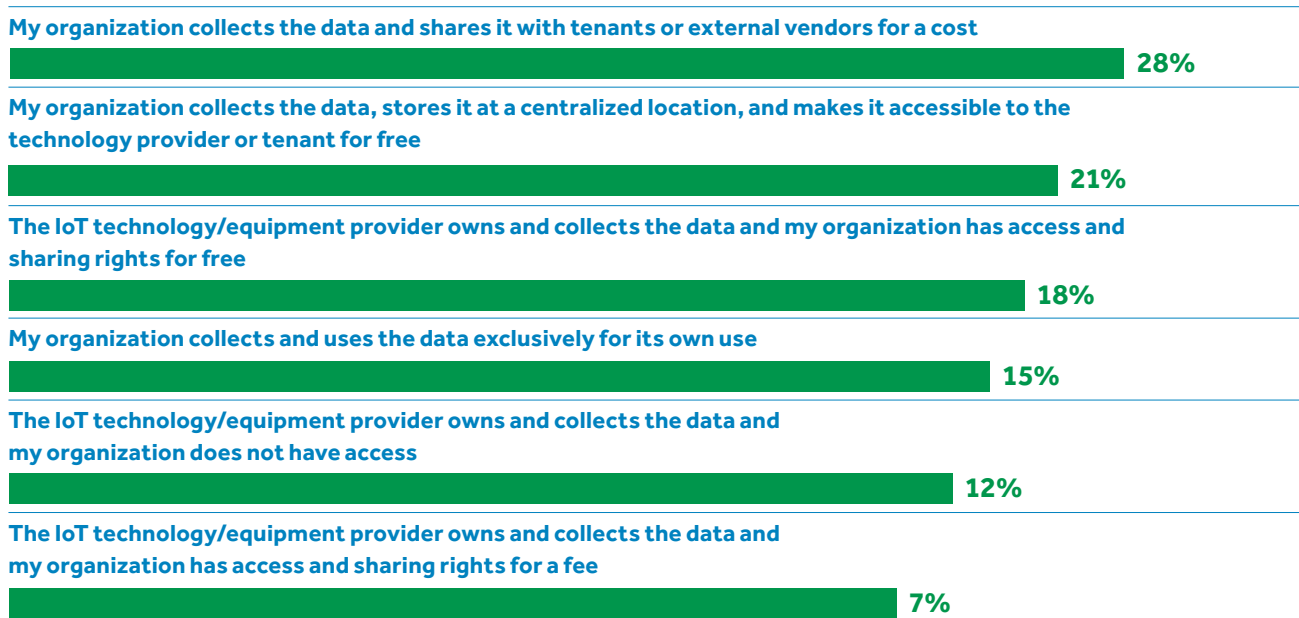 My organization collects the data and shares it with tenants or external vendors for a cost
28%
My organization collects the data, stores it at a centralized location, and makes it accessible to the
technology provider or tenant for free
21%
The IoT technology/equipment provider owns and collects the data and my organization has access and
sharing rights for free
18%
My organization collects and uses the data exclusively for its own use
15%
The IoT technology/equipment provider owns and collects the data and
my organization does not have access
12%
The IoT technology/equipment provider owns and collects the data and
my organization has access and sharing rights for a fee
7%